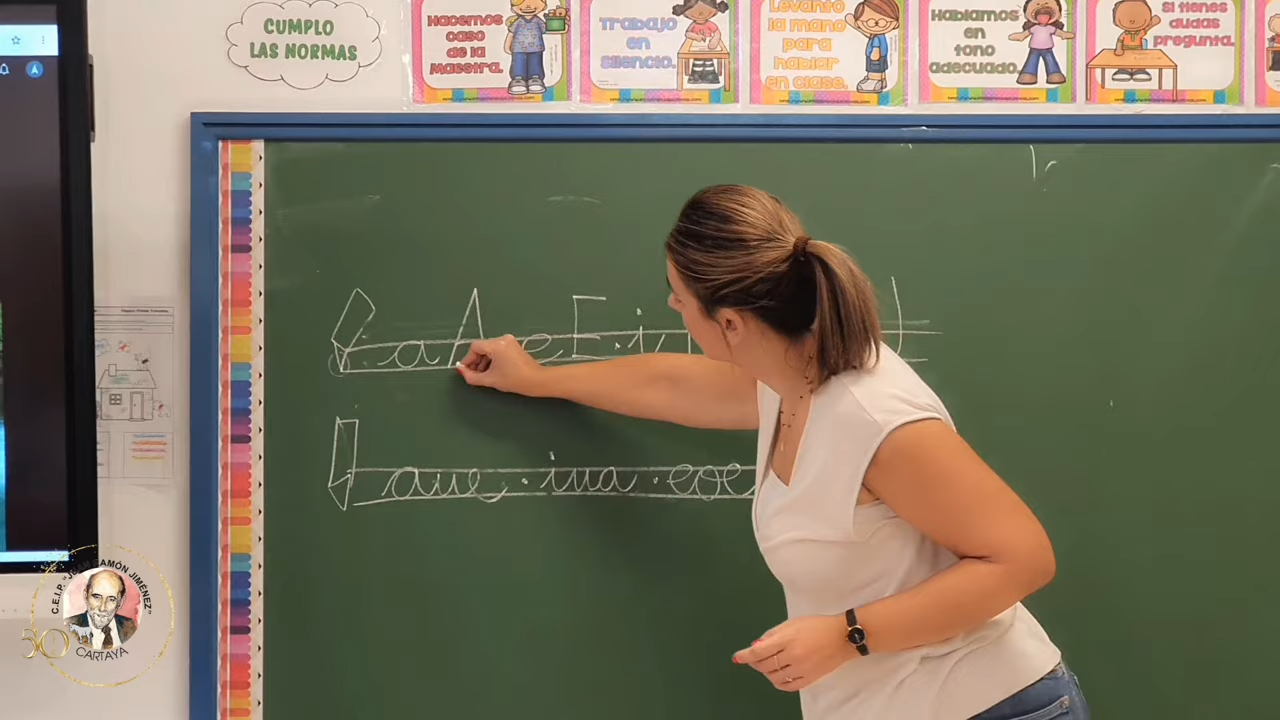 CUMPLO
LAS NORMAS
Hacemos
caso
de la
maestra.
Trabajo
en
silencio.
Levanto
la mano
para
hablar
en clase.
Hablamos
en
tono
adecuado.
Si tienes
dudas
pregunta.
a A e E · i
aue · iua · eoe
C.E.I.P. "JUAN RAMÓN JIMÉNEZ"
30
CARTAYA